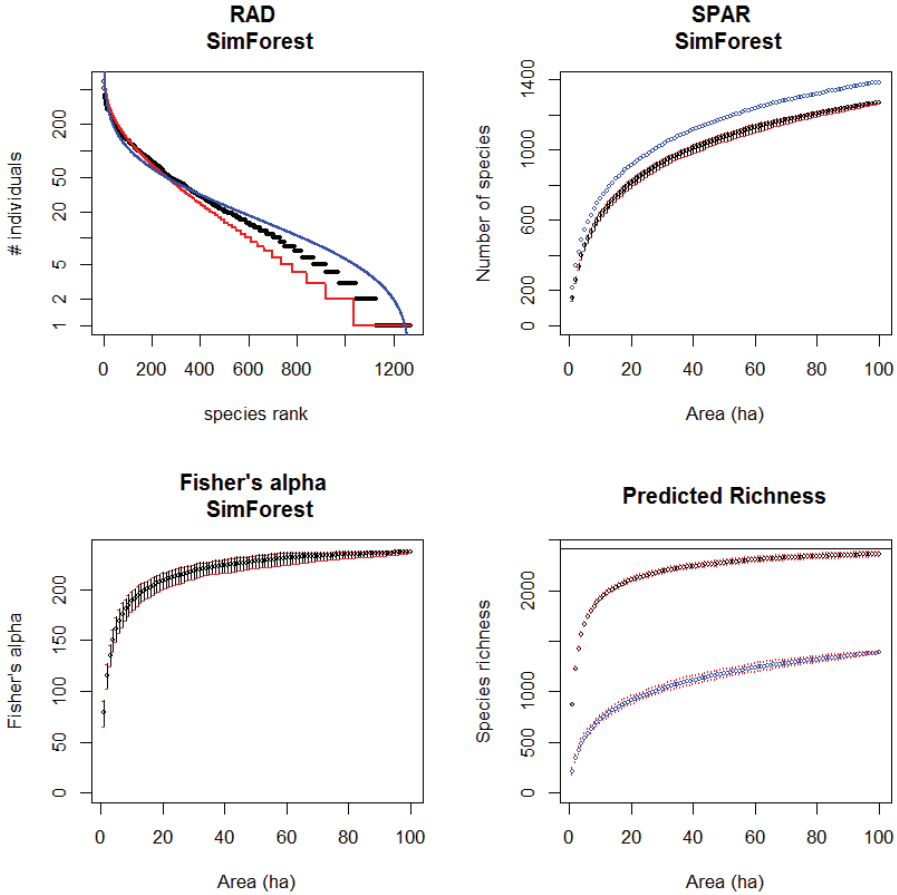 RAD
SimForest
# individuals
200
50
20
5
2
1
0
200
400
600
800
1200
species rank
SPAR
SimForest
Number of species
1400
1000
600
200
0
0
20
40
60
80
100
Area (ha)
Fisher's alpha
SimForest
Fisher's alpha
200
150
100
50
0
0
20
40
60
80
100
Area (ha)
Predicted Richness
Species richness
2000
1000
500
0
0
20
40
60
80
100
Area (ha)